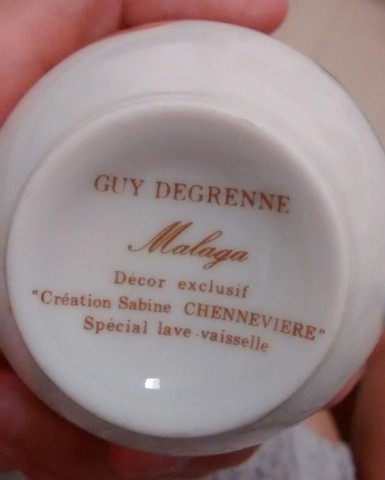 GUY DEGRENNE
Malaga
Décor exclusif
"Création Sabine CHENNEVIERE"
Spécial lave-vaisselle